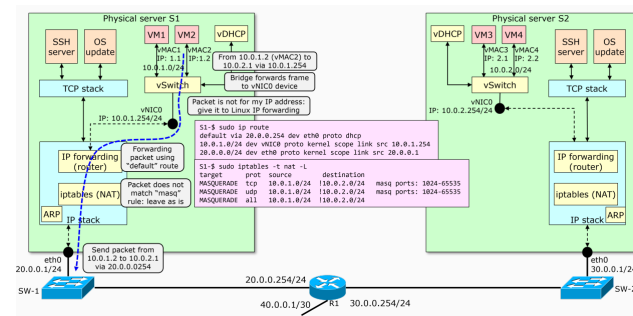 Physical server S1
SSH
server
OS
update
VM1
VM2
vDHCP
vMAC1
IP: 1.1
vMAC2
IP: 1.2
10.0.1.0/24
vSwitch
TCP stack
vNIC0
IP: 10.0.1.254/24
IP forwarding
(router)
iptables (NAT)
ARP
IP stack
eth0
20.0.0.1/24
SW-1
From 10.0.1.2 (vMAC2) to
10.0.2.1 via 10.0.1.254
Bridge forwards frame
to vNIC0 device
Packet is not for my IP address:
give it to Linux IP forwarding
Forwarding
packet using
"default" route
Packet does not
match "masq"
rule: leave as is
Send packet from
10.0.1.2 to 10.0.2.1
via 20.0.0.0254
S1-$ sudo ip route
default via 20.0.0.254 dev eth0 proto dhcp
10.0.1.0/24 dev vNIC0 proto kernel scope link src 10.0.1.254
20.0.0.0/24 dev eth0 proto kernel scope link src 20.0.0.1
S1-$ sudo iptables -t nat -L
target prot source destination
MASQUERADE tcp 10.0.1.0/24 !10.0.2.0/24 masq ports: 1024-65535
MASQUERADE udp 10.0.1.0/24 !10.0.2.0/24 masq ports: 1024-65535
MASQUERADE all 10.0.1.0/24 !10.0.2.0/24
20.0.0.254/24
40.0.0.1/30
R1
30.0.0.254/24
Physical server S2
vDHCP
VM3
VM4
SSH
server
OS
update
vMAC3
IP: 2.1
vMAC4
IP: 2.2
10.0.2.0/24
vSwitch
TCP stack
vNIC0
IP: 10.0.2.254/24
IP forwarding
(router)
iptables (NAT)
ARP
IP stack
eth0
30.0.0.1/24
SW-2